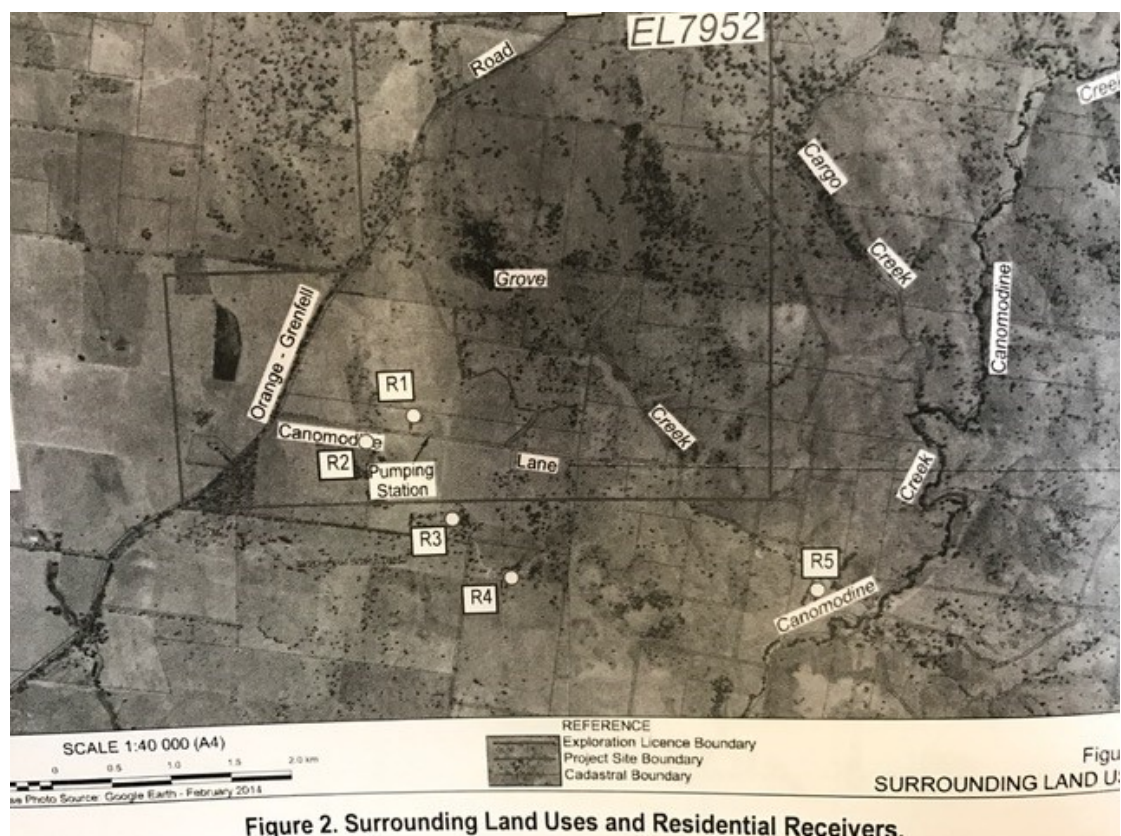 EL7952
Road
Creek
Cargo
Creek
Canomodine
Grove
Orange - Grenfell
R1
Canomodine
R2
Pumping
Station
Lane
Creek
Creek
R3
R4
R5
Canomodine
SCALE 1:40 000 (A4)
0 0.5 1.0 1.5 2.0 km
Photo Source: Google Earth - February 2014
REFERENCE
Exploration Licence Boundary
Project Site Boundary
Cadastral Boundary
SURROUNDING LAND
Figure 2. Surrounding Land Uses and Residential Receivers.